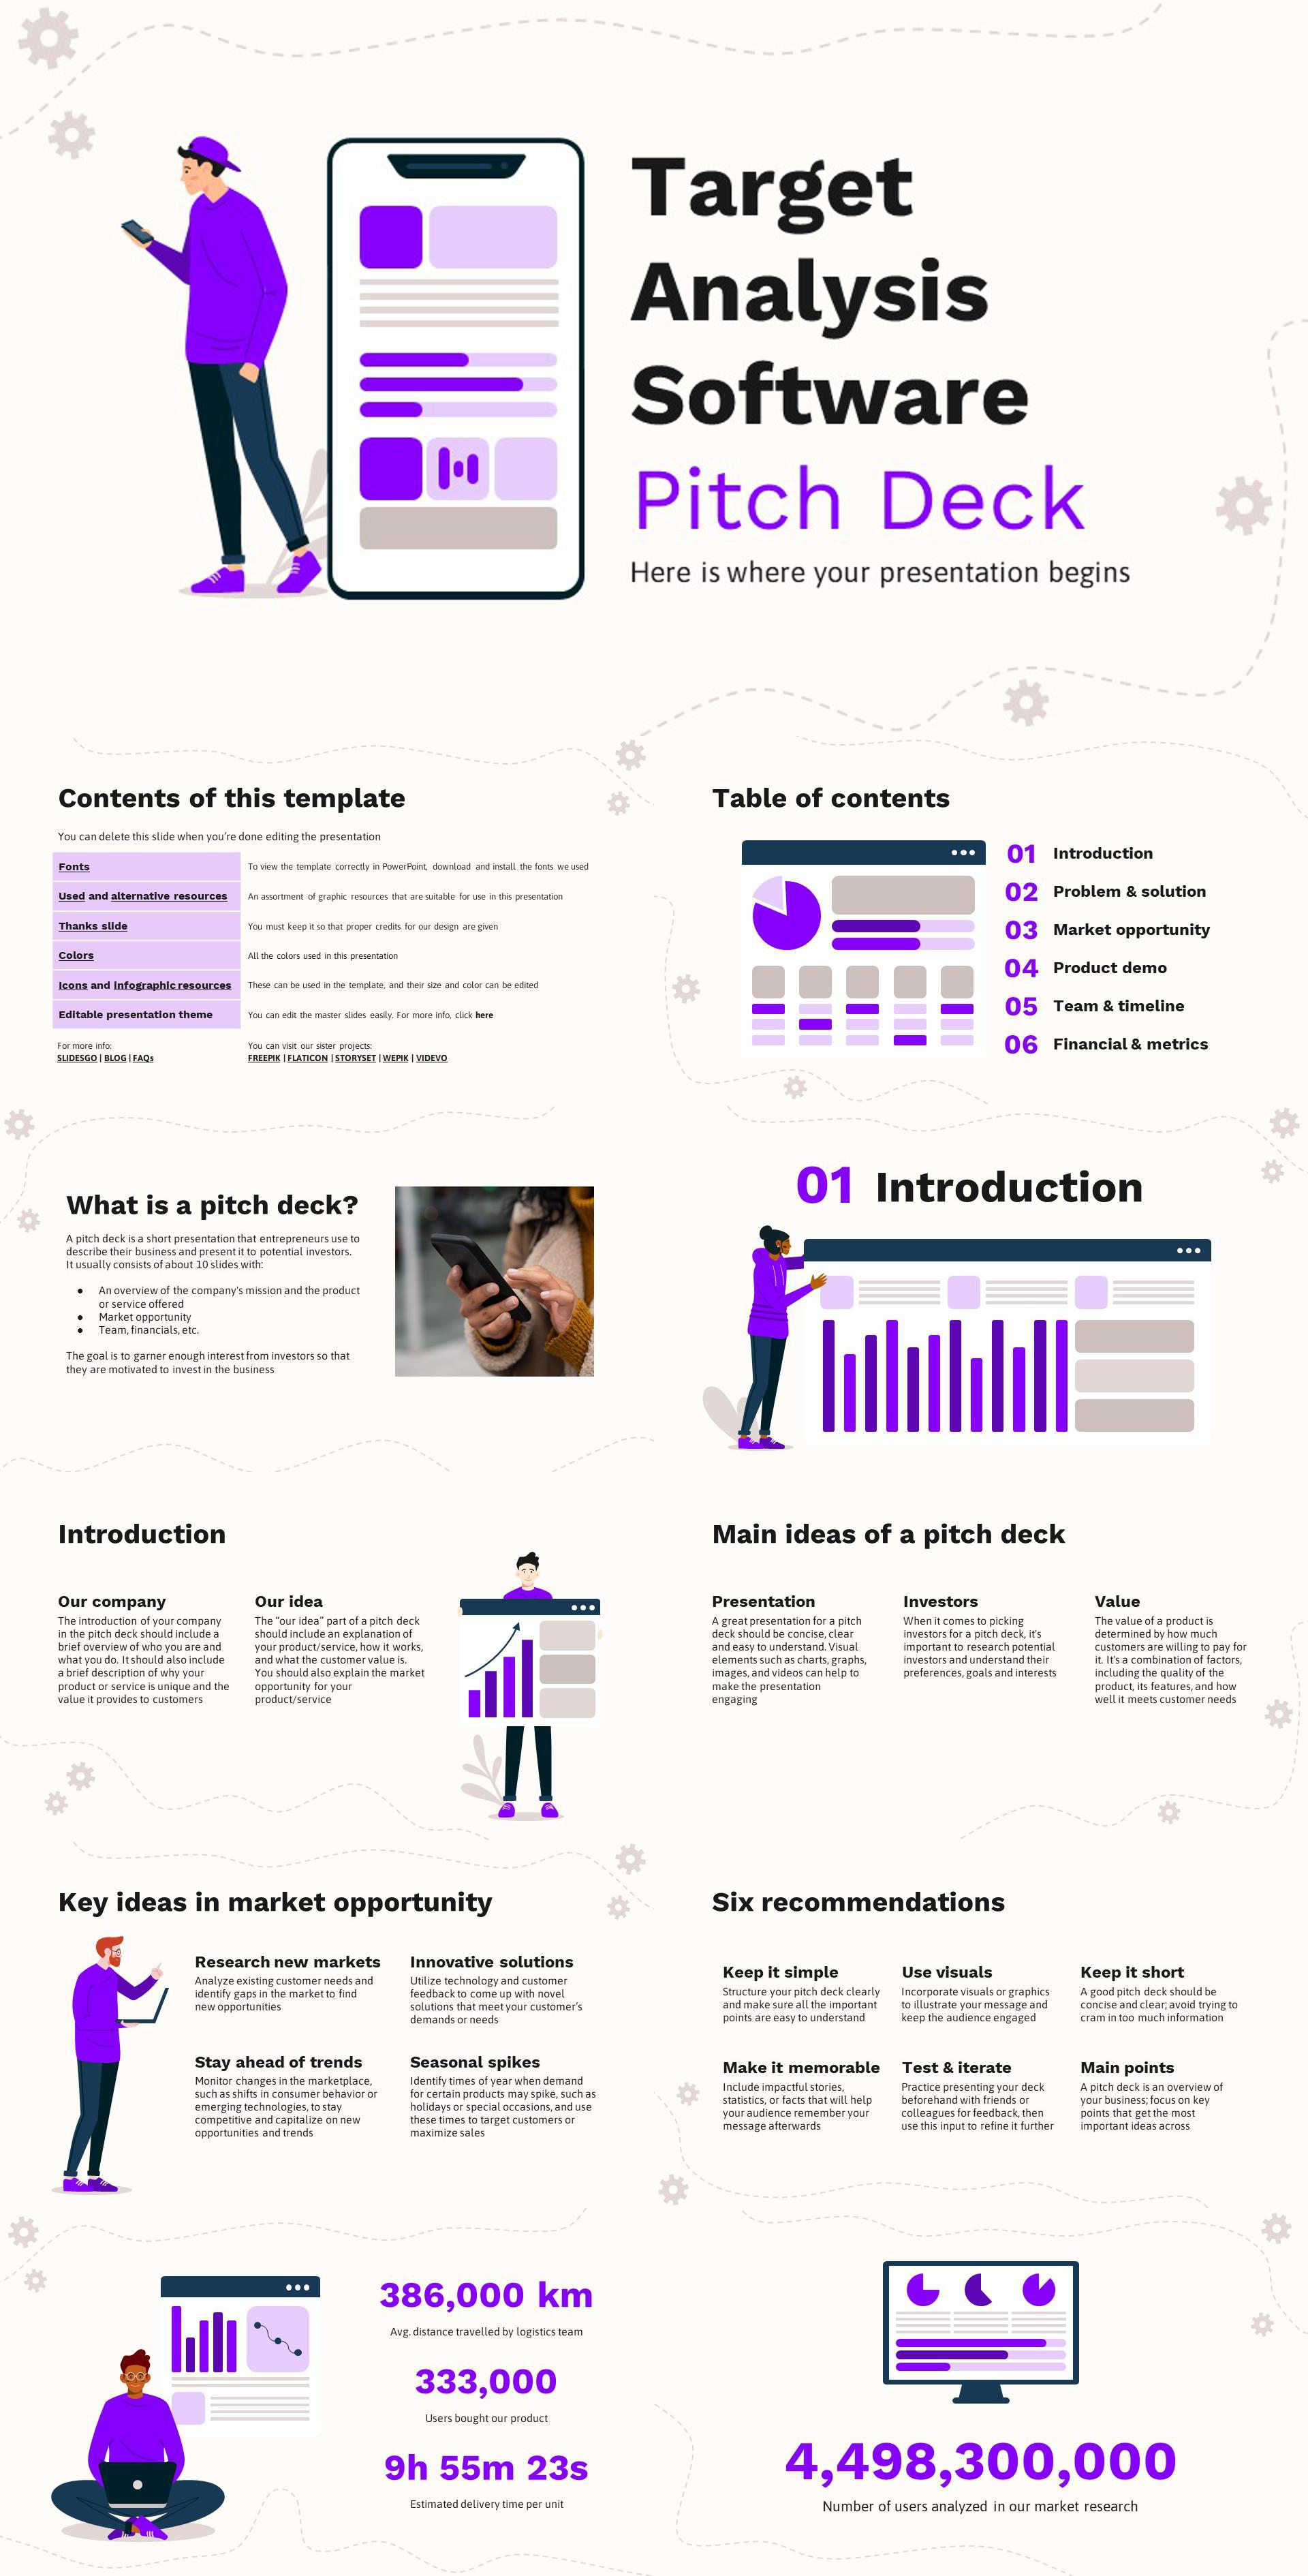 Target
Analysis
Software
Pitch Deck
Here is where your presentation begins
Contents of this template
You can delete this slide when you're done editing the presentation
Fonts
To view the template correctly in PowerPoint, download and install the fonts we used
Used and alternative resources
An assortment of graphic resources that are suitable for use in this presentation
Thanks slide
You must keep it so that proper credits for our design are given
Colors
All the colors used in this presentation
Icons and infographic resources
These can be used in the template, and their size and color can be edited
Editable presentation theme
You can edit the master slides easily. For more info, click here
For more info:
SLIDESGO | BLOG | FAQs
You can visit our sister projects:
FREEPIK | FLATICON | STORYSET | WEPIK | VIDEVO
Table of contents
01 Introduction
02 Problem & solution
03 Market opportunity
04 Product demo
05 Team & timeline
06 Financial & metrics
What is a pitch deck?
A pitch deck is a short presentation that entrepreneurs use to
describe their business and present it to potential investors.
It usually consists of about 10 slides with:
● An overview of the company's mission and the product
or service offered
● Market opportunity
● Team, financials, etc.
The goal is to garner enough interest from investors so that
they are motivated to invest in the business
01 Introduction
Introduction
Our company
The introduction of your company
in the pitch deck should include a
brief overview of who you are and
what you do. It should also include
a brief description of why your
product or service is unique and the
value it provides to customers
Our idea
The "our idea" part of a pitch deck
should include an explanation of
your product/service, how it works,
and what the customer value is.
You should also explain the market
opportunity for your
product/service
Main ideas of a pitch deck
Presentation
A great presentation for a pitch
deck should be concise, clear
and easy to understand. Visual
elements such as charts, graphs,
images, and videos can help to
make the presentation
engaging
Investors
When it comes to picking
investors for a pitch deck, it's
important to research potential
investors and understand their
preferences, goals and interests
Value
The value of a product is
determined by how much
customers are willing to pay for
it. It's a combination of factors,
including the quality of the
product, its features, and how
well it meets customer needs
Key ideas in market opportunity
Research new markets
Analyze existing customer needs and
identify gaps in the market to find
new opportunities
Innovative solutions
Utilize technology and customer
feedback to come up with novel
solutions that meet your customer's
demands or needs
Stay ahead of trends
Monitor changes in the marketplace,
such as shifts in consumer behavior or
emerging technologies, to stay
competitive and capitalize on new
opportunities and trends
Seasonal spikes
Identify times of year when demand
for certain products may spike, such as
holidays or special occasions, and use
these times to target customers or
maximize sales
Six recommendations
Keep it simple
Structure your pitch deck clearly
and make sure all the important
points are easy to understand
Use visuals
Incorporate visuals or graphics
to illustrate your message and
keep the audience engaged
Keep it short
A good pitch deck should be
concise and clear; avoid trying to
cram in too much information
Make it memorable
Include impactful stories,
statistics, or facts that will help
your audience remember your
message afterwards
Test & iterate
Practice presenting your deck
beforehand with friends or
colleagues for feedback, then
use this input to refine it further
Main points
A pitch deck is an overview of
your business; focus on key
points that get the most
important ideas across
386,000 km
Avg. distance travelled by logistics team
333,000
Users bought our product
9h 55m 23s
Estimated delivery time per unit
4,498,300,000
Number of users analyzed in our market research